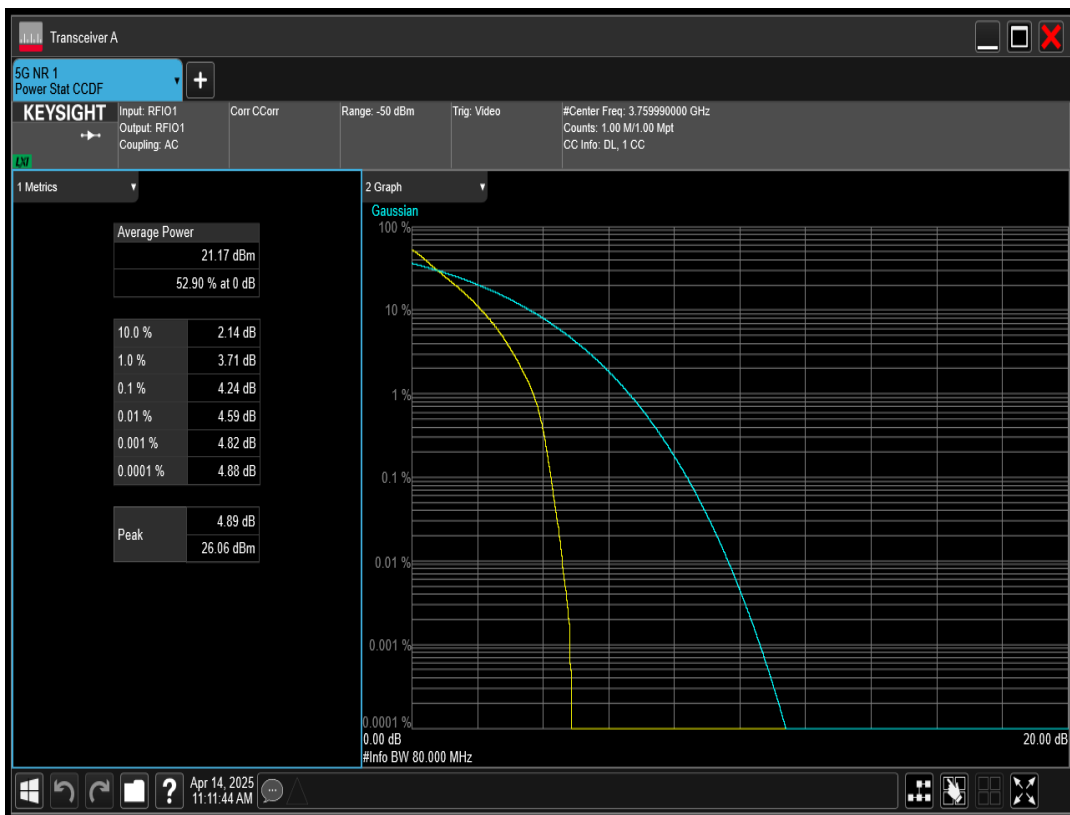 Transceiver A
5G NR 1
Power Stat CCDF
+
KEYSIGHT
LXI
Input: RFIO1
Output: RFIO1
Coupling: AC
Corr CCorr
Range: -50 dBm
Trig: Video
#Center Freq: 3.759990000 GHz
Counts: 1.00 M/1.00 Mpt
CC Info: DL, 1 CC
1 Metrics
Average Power
21.17 dBm
52.90 % at 0 dB
10.0 % 2.14 dB
1.0 % 3.71 dB
0.1 % 4.24 dB
0.01 % 4.59 dB
0.001 % 4.82 dB
0.0001 % 4.88 dB
Peak
4.89 dB
26.06 dBm
2 Graph
Gaussian
100 %
10 %
1 %
0.1 %
0.01 %
0.001 %
0.0001 %
0.00 dB 20.00 dB
#Info BW 80.000 MHz
?
Apr 14, 2025
11:11:44 AM